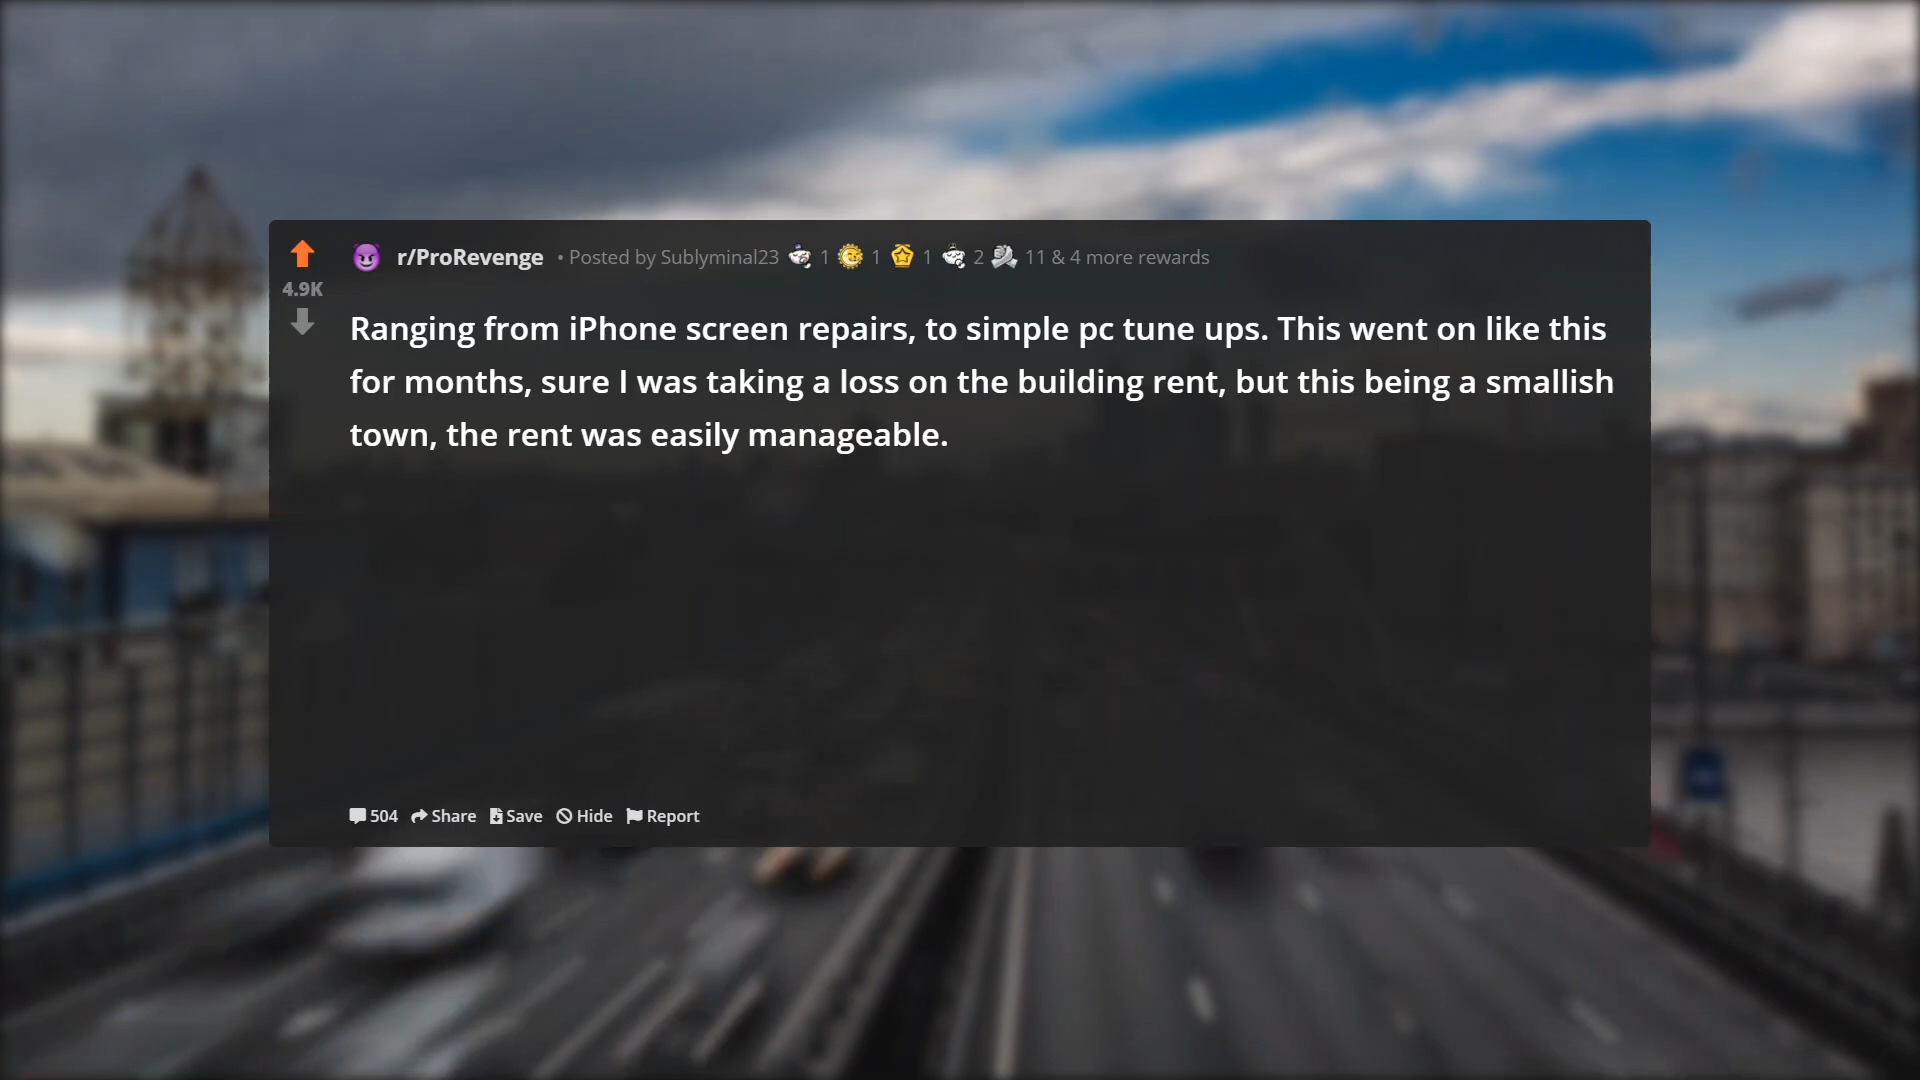 r/ProRevenge • Posted by Sublyminal23 1 1 1 2 11 & 4 more rewards
4.9K
Ranging from iPhone screen repairs, to simple pc tune ups. This went on like this
for months, sure I was taking a loss on the building rent, but this being a smallish
town, the rent was easily manageable.
504 Share Save Hide Report